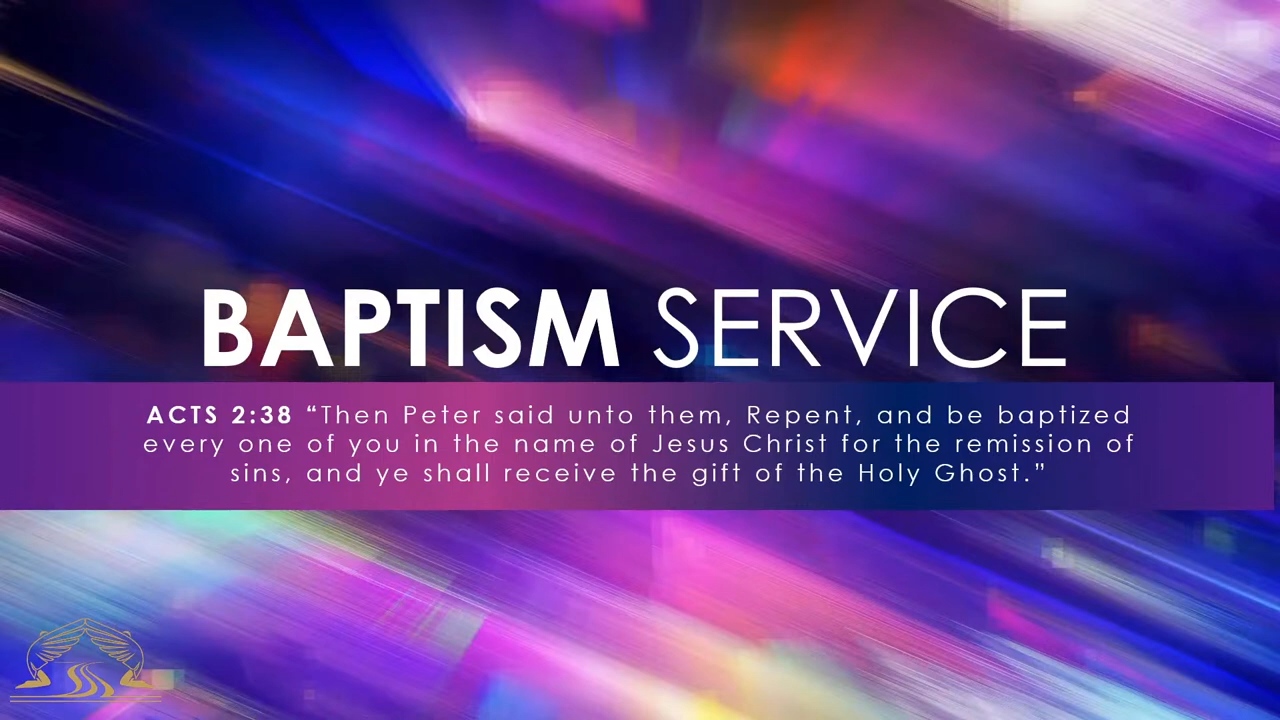 BAPTISM SERVICE
ACTS 2:38 “Then Peter said unto them, Repent, and be baptized
every one of you in the name of Jesus Christ for the remission of
sins, and ye shall receive the gift of the Holy Ghost.”